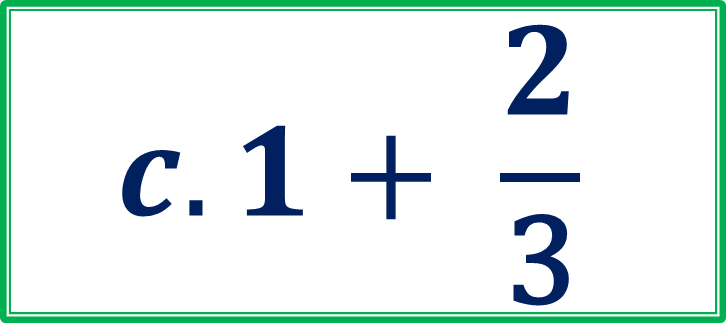 c. 1 + 2/3